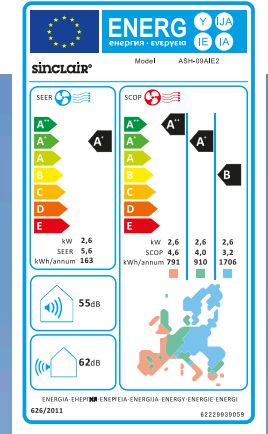 ENERG Y IJA
енергия · ενεργεια IE IA
Model ASH-09AIE2
sinclair®
SEER SCOP
A++ A++ A++
A+ A+ A+ A+
A A
B B B
C C
D D
E E
kW 2,6 kW 2,6 2,6 2,6
SEER 5,6 SCOP 4,6 4,0 3,2
kWh/annum 163 kWh/annum 791 910 1706
55dB
62dB
626/2011
62229939059